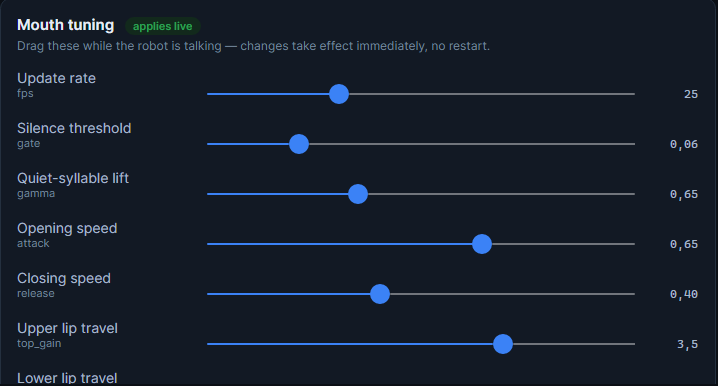 Mouth tuning applies live
Drag these while the robot is talking — changes take effect immediately, no restart.
Update rate
fps
25
Silence threshold
gate
0,06
Quiet-syllable lift
gamma
0,65
Opening speed
attack
0,65
Closing speed
release
0,40
Upper lip travel
top_gain
3,5
Lower lip travel